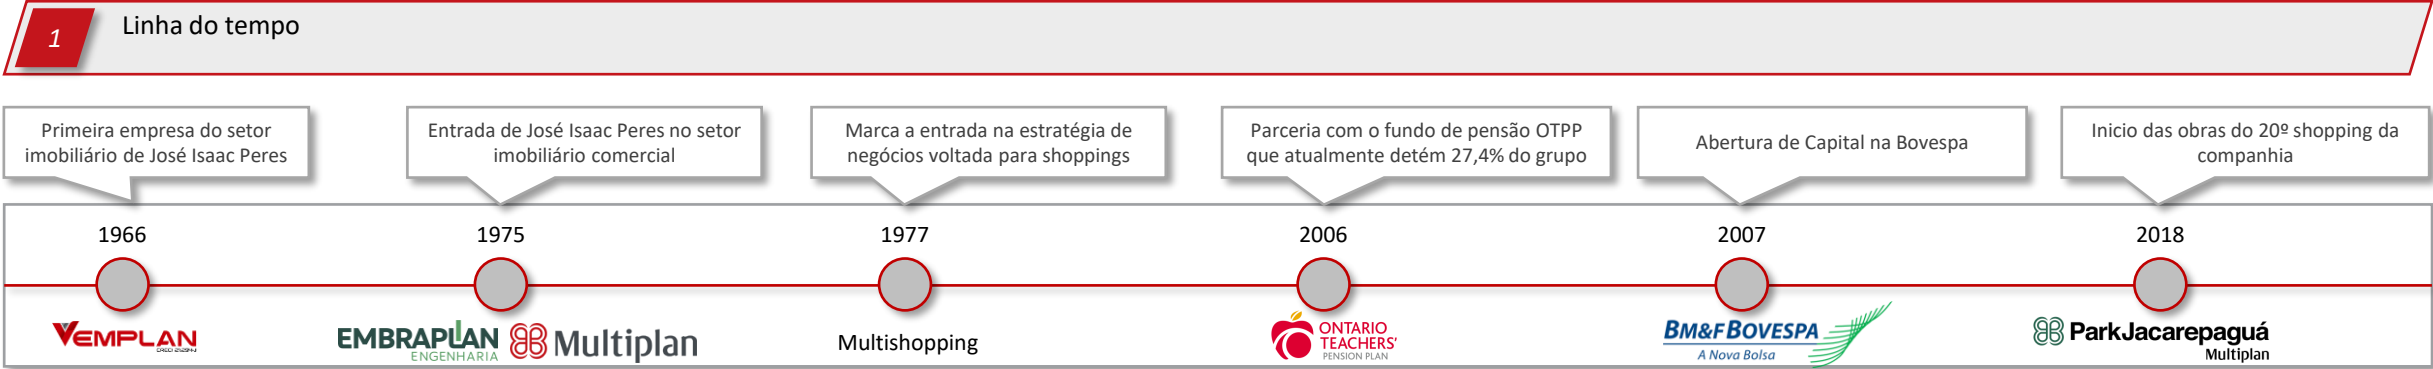 1
Linha do tempo
Primeira empresa do setor
imobiliário de José Isaac Peres
Entrada de José Isaac Peres no setor
imobiliário comercial
Marca a entrada na estratégia de
negócios voltada para shoppings
Parceria com o fundo de pensão OTPP
que atualmente detém 27,4% do grupo
Abertura de Capital na Bovespa
Inicio das obras do 20º shopping da
companhia
1966
1975
1977
2006
2007
2018
VEMPLAN
EMBRAPLAN
ENGENHARIA
Multiplan
Multishopping
ONTARIO
TEACHERS'
PENSION PLAN
BM&FBOVESPA
A Nova Bolsa
ParkJacarepaguá
Multiplan